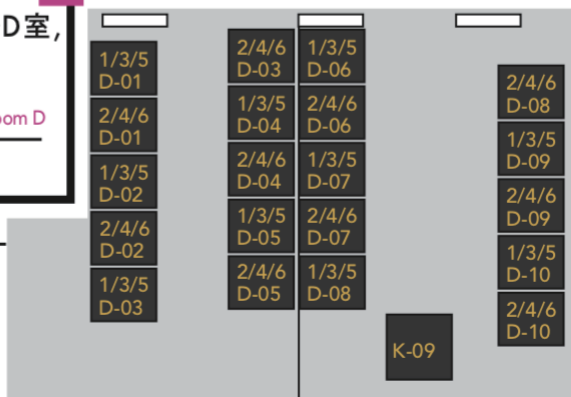 D室,
oom D
1/3/5
D-01
2/4/6
D-01
1/3/5
D-02
2/4/6
D-02
1/3/5
D-03
2/4/6
D-03
1/3/5
D-04
2/4/6
D-04
1/3/5
D-05
2/4/6
D-05
1/3/5
D-06
2/4/6
D-06
1/3/5
D-07
2/4/6
D-07
1/3/5
D-08
K-09
2/4/6
D-08
1/3/5
D-09
2/4/6
D-09
1/3/5
D-10
2/4/6
D-10